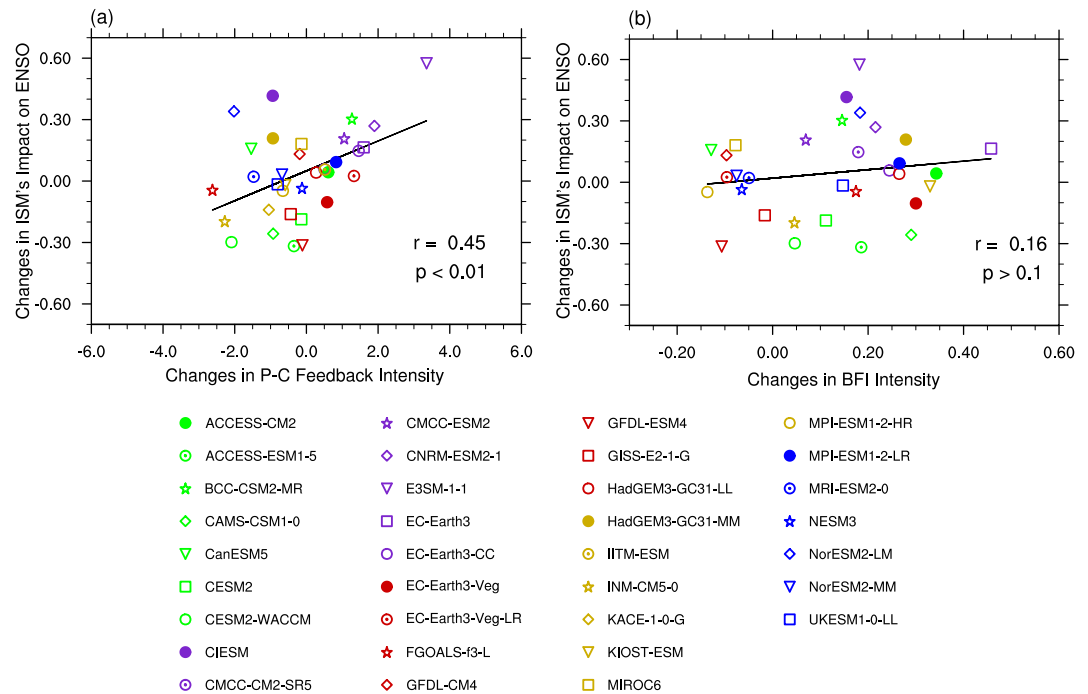 (a)
Changes in ISM's Impact on ENSO
0.60
0.30
0.00
-0.30
-0.60
r = 0.45
p < 0.01
-6.0 -4.0 -2.0 0.0 2.0 4.0 6.0
Changes in P-C Feedback Intensity
(b)
Changes in ISM's Impact on ENSO
0.60
0.30
0.00
-0.30
-0.60
r = 0.16
p > 0.1
-0.20 0.00 0.20 0.40 0.60
Changes in BFI Intensity
ACCESS-CM2
ACCESS-ESM1-5
BCC-CSM2-MR
CAMS-CSM1-0
CanESM5
CESM2
CESM2-WACCM
CIESM
CMCC-CM2-SR5
CMCC-ESM2
CNRM-ESM2-1
E3SM-1-1
EC-Earth3
EC-Earth3-CC
EC-Earth3-Veg
EC-Earth3-Veg-LR
FGOALS-f3-L
GFDL-CM4
GFDL-ESM4
GISS-E2-1-G
HadGEM3-GC31-LL
HadGEM3-GC31-MM
IITM-ESM
INM-CM5-0
KACE-1-0-G
KIOST-ESM
MIROC6
MPI-ESM1-2-HR
MPI-ESM1-2-LR
MRI-ESM2-0
NESM3
NorESM2-LM
NorESM2-MM
UKESM1-0-LL